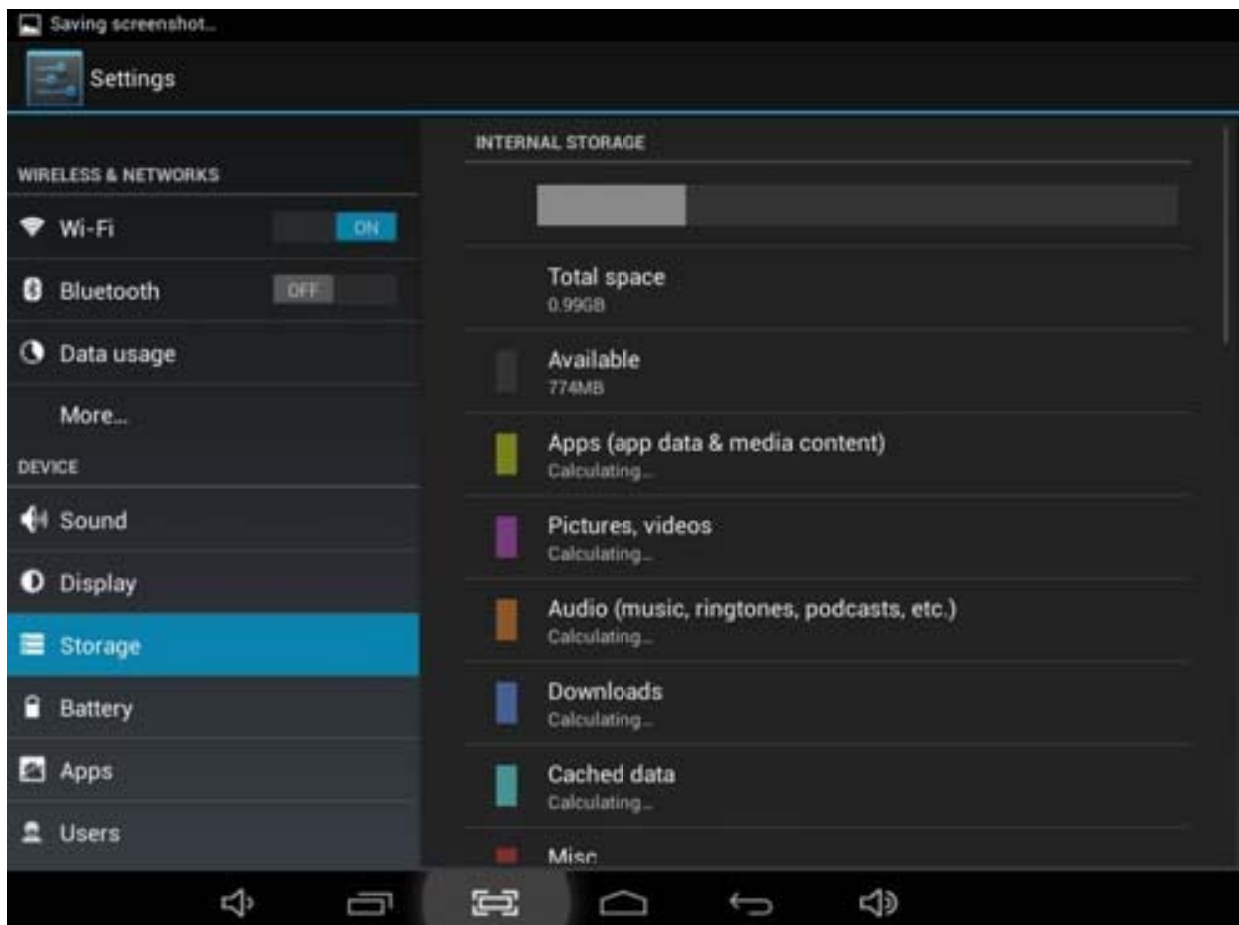 Saving screenshot...
Settings
WIRELESS & NETWORKS
Wi-Fi
ON
Bluetooth
OFF
Data usage
More...
DEVICE
Sound
Display
Storage
Battery
Apps
Users
INTERNAL STORAGE
Total space
0.99GB
Available
774MB
Apps (app data & media content)
Calculating...
Pictures, videos
Calculating...
Audio (music, ringtones, podcasts, etc.)
Calculating...
Downloads
Calculating...
Cached data
Calculating...
Misc